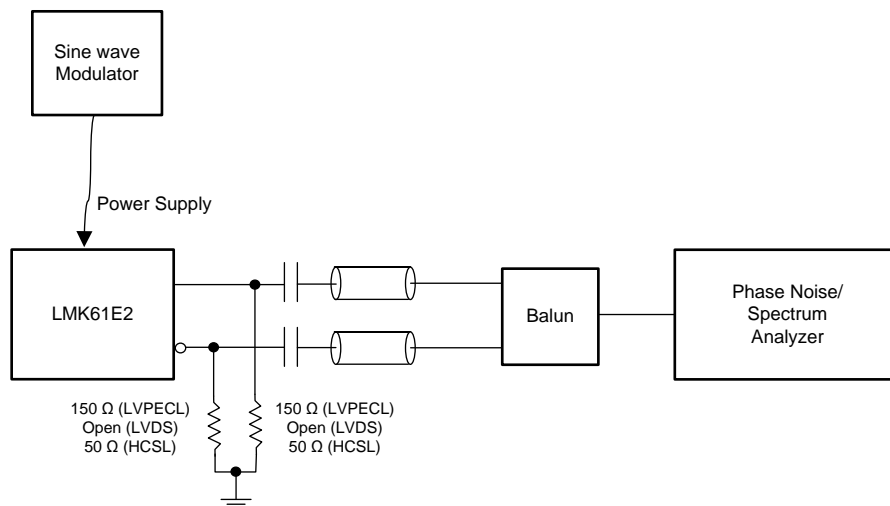 Sine wave
Modulator
Power Supply
LMK61E2
Balun
Phase Noise/
Spectrum
Analyzer
150 Ω (LVPECL)
Open (LVDS)
50 Ω (HCSL)
150 Ω (LVPECL)
Open (LVDS)
50 Ω (HCSL)